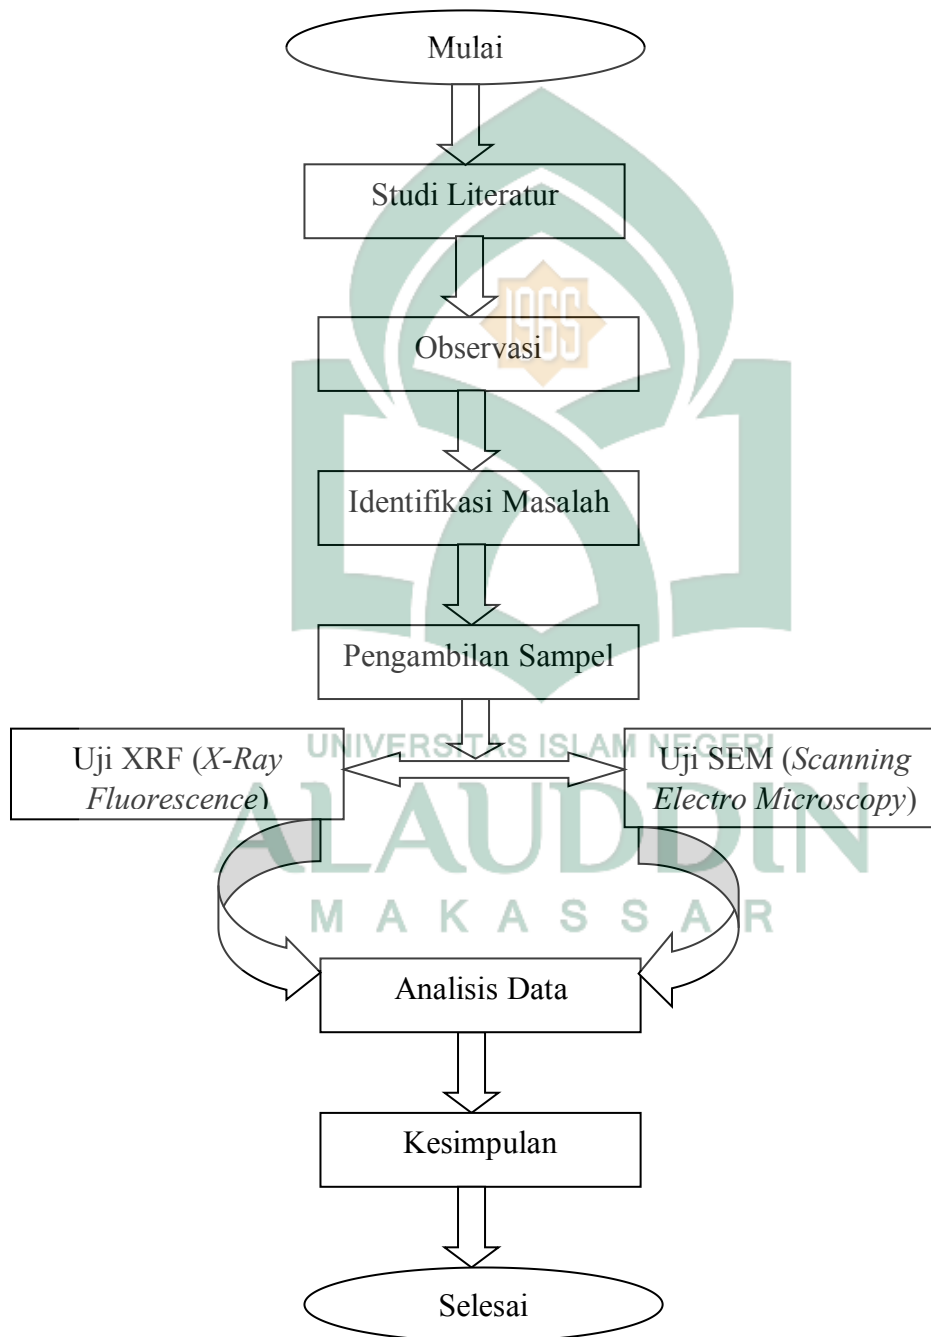 Mulai
Studi Literatur
1965
Observasi
Identifikasi Masalah
Pengambilan Sampel
UNIVERSITAS ISLAM NEGERI
Uji XRF (X-Ray
Fluorescence)
Uji SEM (Scanning
Electro Microscopy)
ALAUDDIN
MAKASSAR
Analisis Data
Kesimpulan
Selesai